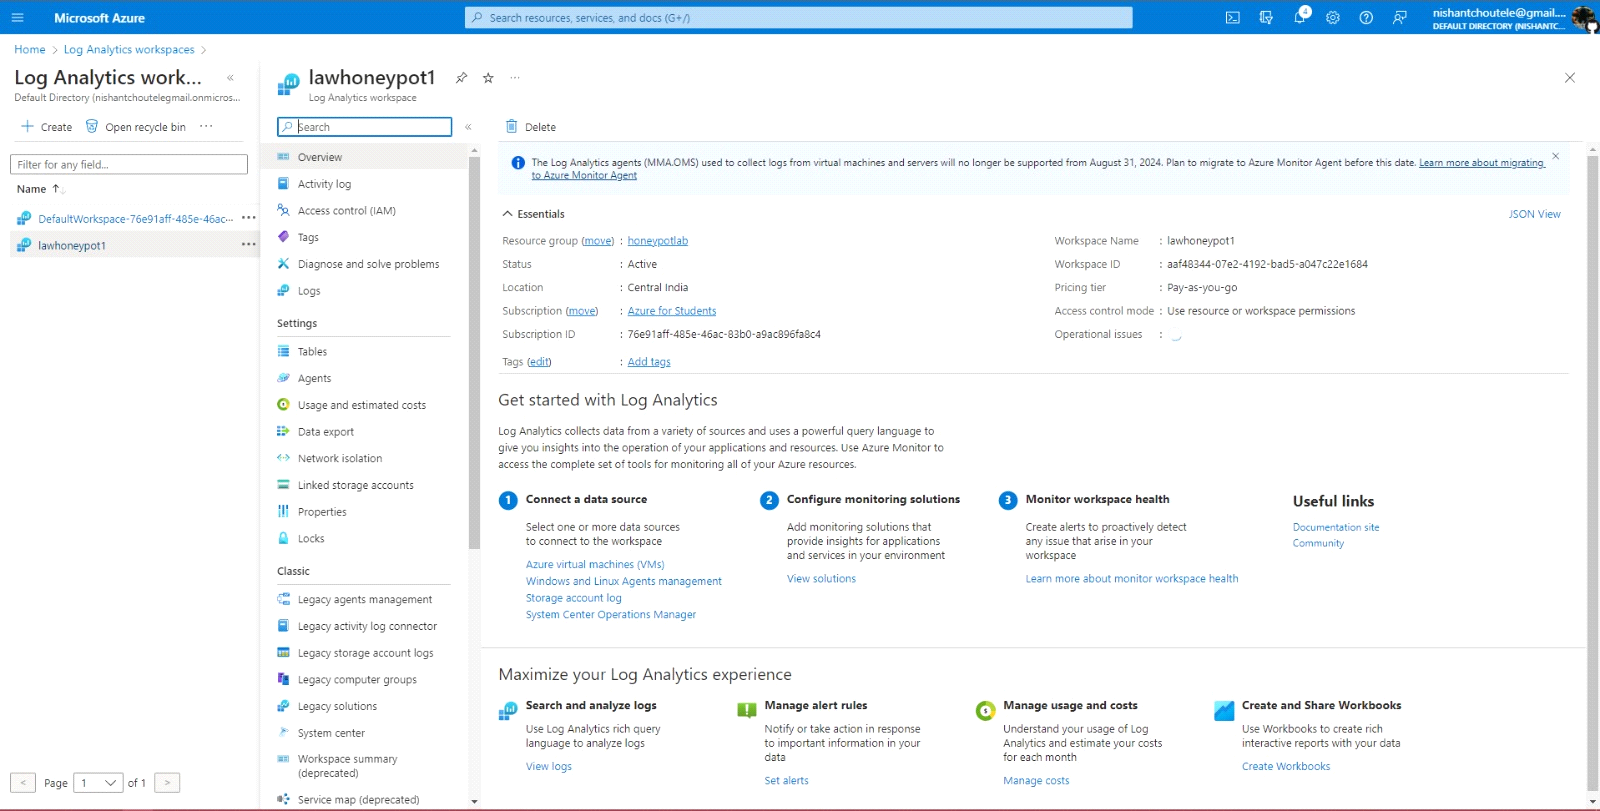 Microsoft Azure
Search resources, services, and docs (G+/)
4
nishantchoutele@gmail....
DEFAULT DIRECTORY (NISHANTC...
Home > Log Analytics workspaces >
Log Analytics work... «
Default Directory (nishantchoutelegmail.onmicros...
+ Create Open recycle bin ...
Filter for any field...
Name ↑
DefaultWorkspace-76e91aff-485e-46ac-... ...
lawhoneypot1 ...
< Page 1 of 1 >
lawhoneypot1 ...
Log Analytics workspace
Search «
Overview
Activity log
Access control (IAM)
Tags
Diagnose and solve problems
Logs
Settings
Tables
Agents
Usage and estimated costs
Data export
Network isolation
Linked storage accounts
Properties
Locks
Classic
Legacy agents management
Legacy activity log connector
Legacy storage account logs
Legacy computer groups
Legacy solutions
System center
Workspace summary
(deprecated)
Service map (deprecated)
Delete
The Log Analytics agents (MMA,OMS) used to collect logs from virtual machines and servers will no longer be supported from August 31, 2024. Plan to migrate to Azure Monitor Agent before this date. Learn more about migrating
to Azure Monitor Agent
Essentials
JSON View
Resource group (move) : honeypotlab
Status : Active
Location : Central India
Subscription (move) : Azure for Students
Subscription ID : 76e91aff-485e-46ac-83b0-a9ac896fa8c4
Tags (edit) : Add tags
Workspace Name : lawhoneypot1
Workspace ID : aaf48344-07e2-4192-bad5-a047c22e1684
Pricing tier : Pay-as-you-go
Access control mode : Use resource or workspace permissions
Operational issues :
Get started with Log Analytics
Log Analytics collects data from a variety of sources and uses a powerful query language to
give you insights into the operation of your applications and resources. Use Azure Monitor to
access the complete set of tools for monitoring all of your Azure resources.
1 Connect a data source
Select one or more data sources
to connect to the workspace
Azure virtual machines (VMs)
Windows and Linux Agents management
Storage account log
System Center Operations Manager
2 Configure monitoring solutions
Add monitoring solutions that
provide insights for applications
and services in your environment
View solutions
3 Monitor workspace health
Create alerts to proactively detect
any issue that arise in your
workspace
Learn more about monitor workspace health
Useful links
Documentation site
Community
Maximize your Log Analytics experience
Search and analyze logs
Use Log Analytics rich query
language to analyze logs
View logs
Manage alert rules
Notify or take action in response
to important information in your
data
Set alerts
Manage usage and costs
Understand your usage of Log
Analytics and estimate your costs
for each month
Manage costs
Create and Share Workbooks
Use Workbooks to create rich
interactive reports with your data
Create Workbooks